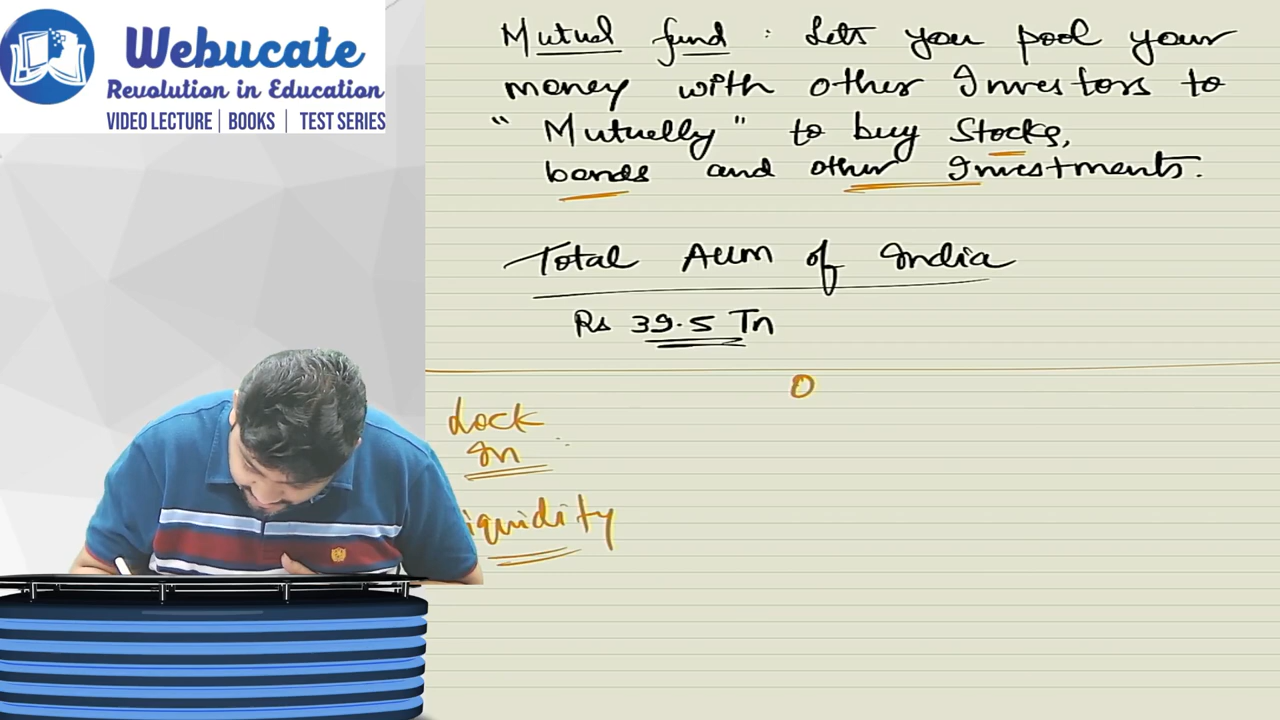 Webucate
Revolution in Education
VIDEO LECTURE | BOOKS | TEST SERIES
Mutual fund : Lets you pool your
money with other Investors to
"Mutually" to buy Stocks,
bonds and other Investments.
Total AUM of India
Rs 39.5 Tn
0
Lock
In
iquidity